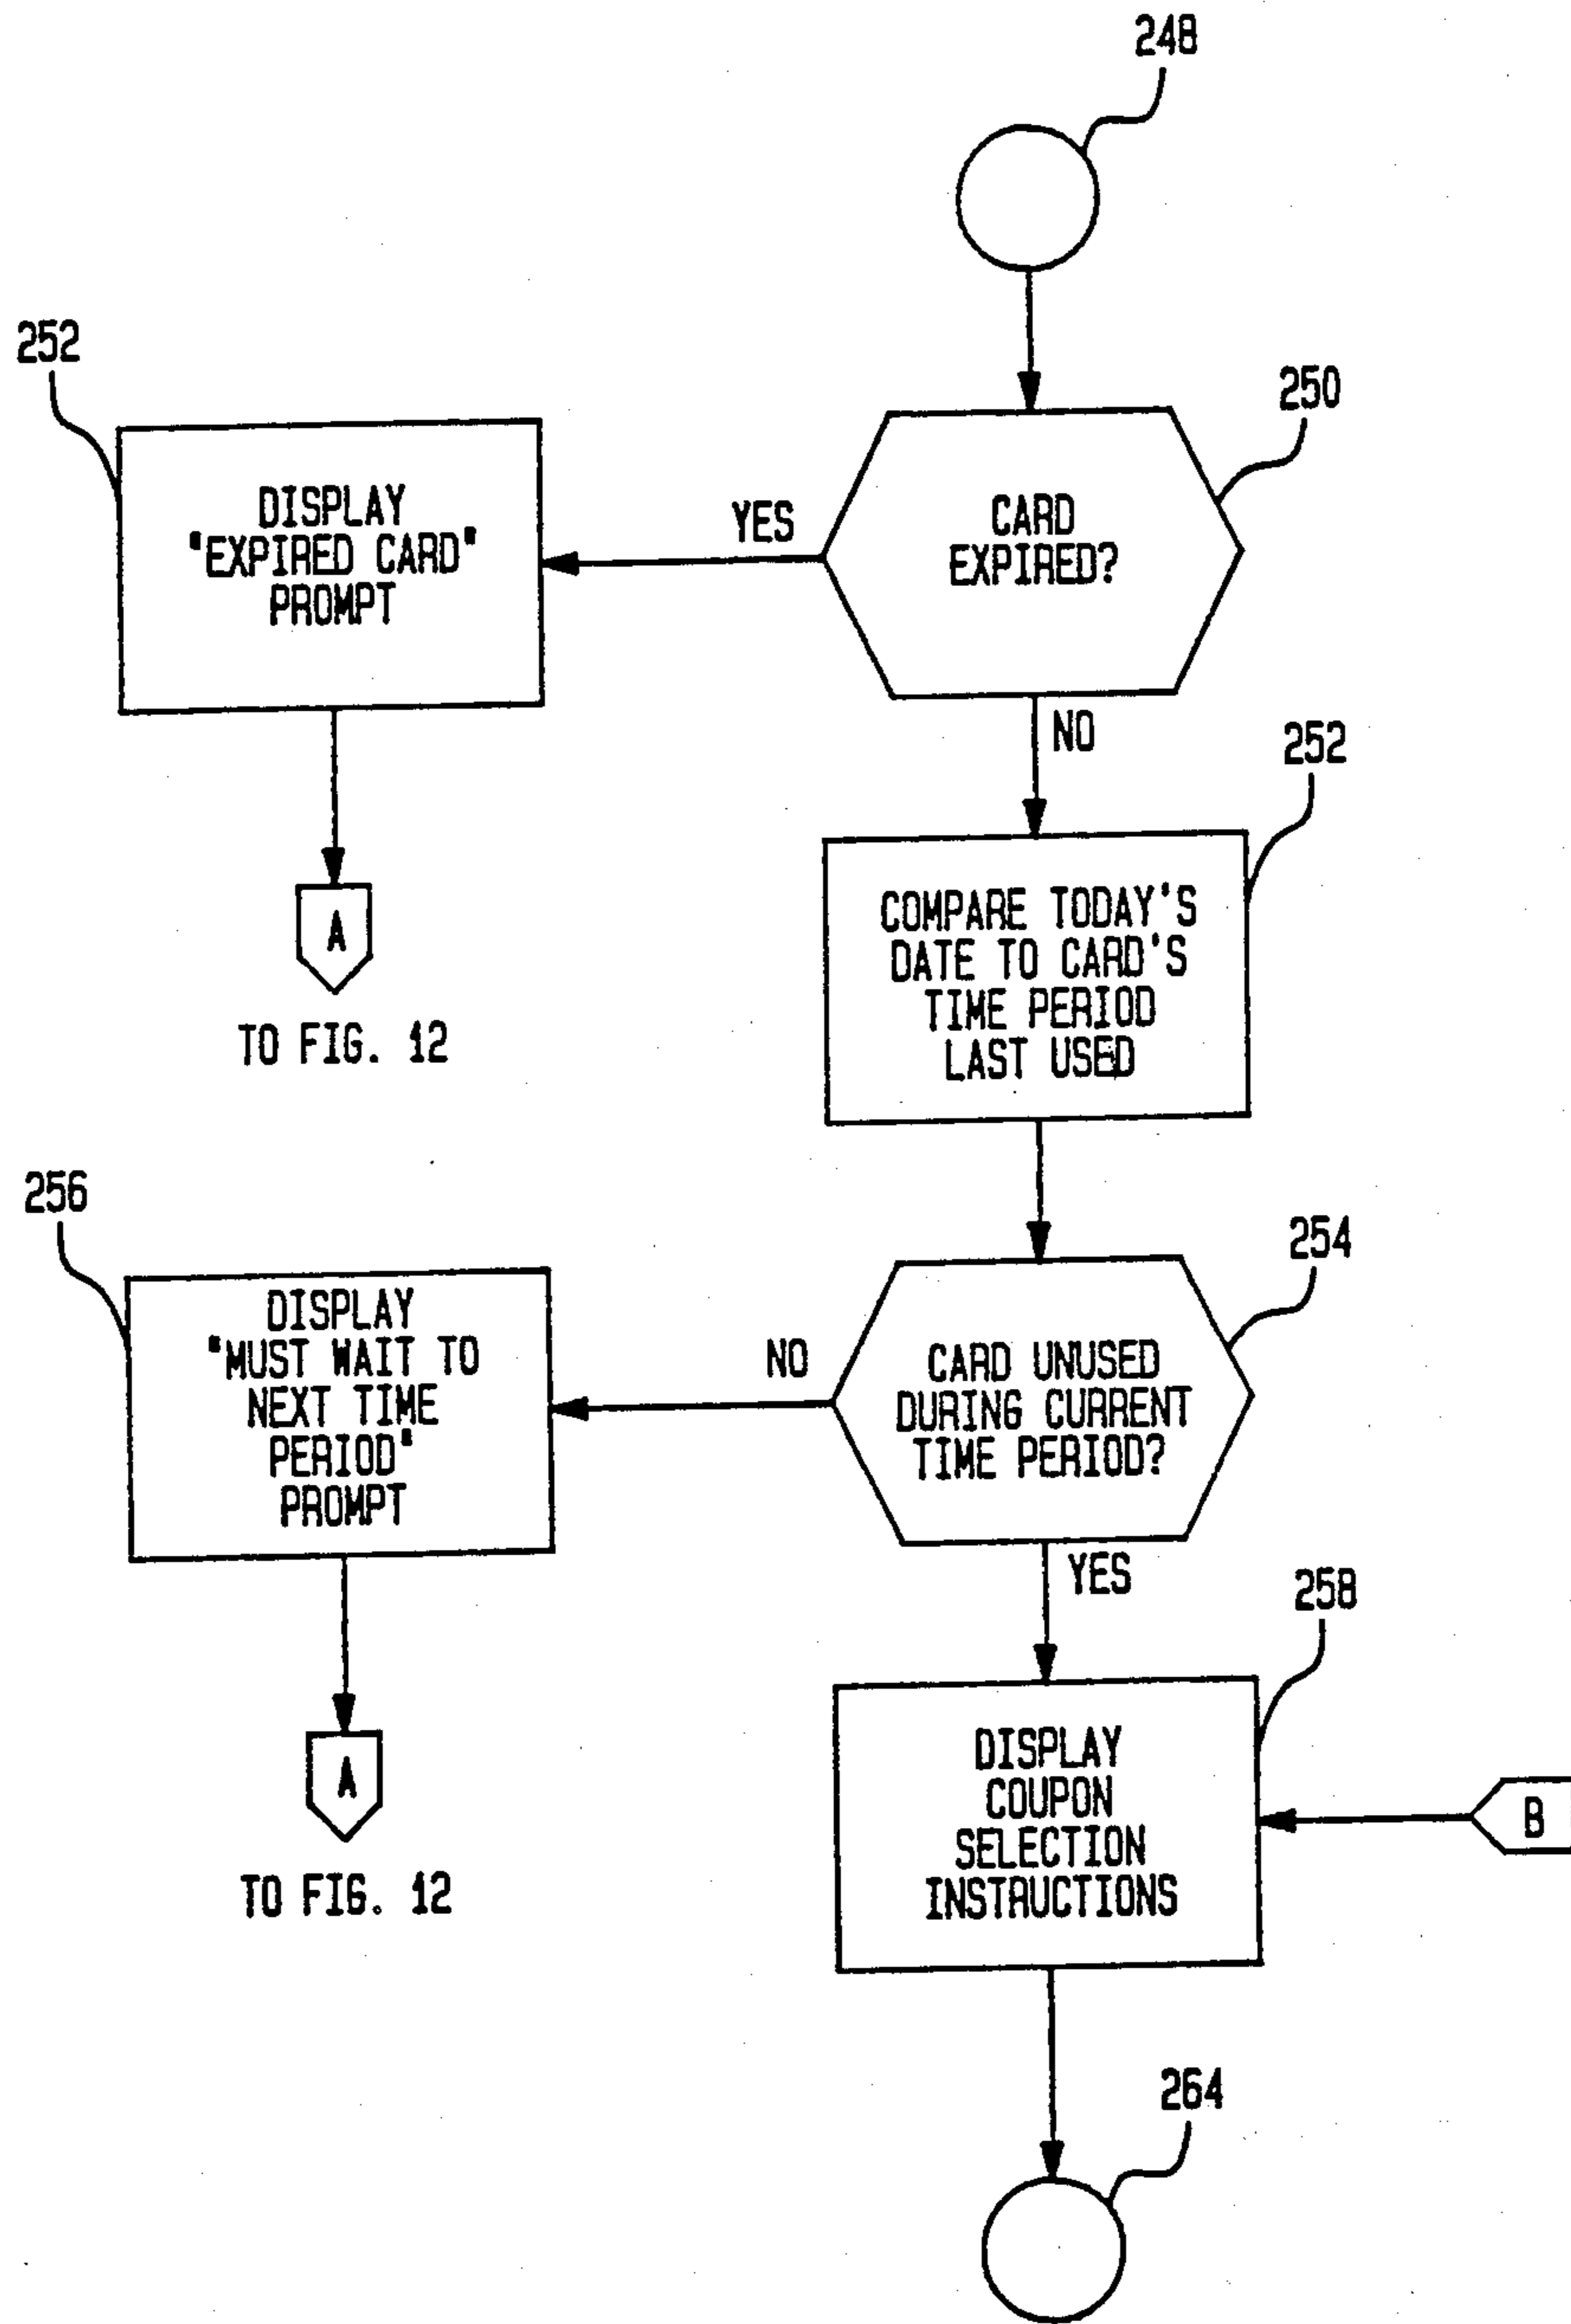 248
252
250
DISPLAY
"EXPIRED CARD"
PROMPT
YES
CARD
EXPIRED?
NO
252
A
COMPARE TODAY'S
DATE TO CARD'S
TIME PERIOD
LAST USED
TO FIG. 12
256
254
DISPLAY
"MUST WAIT TO
NEXT TIME
PERIOD"
PROMPT
NO
CARD UNUSED
DURING CURRENT
TIME PERIOD?
YES
258
A
DISPLAY
COUPON
SELECTION
INSTRUCTIONS
B
TO FIG. 12
264